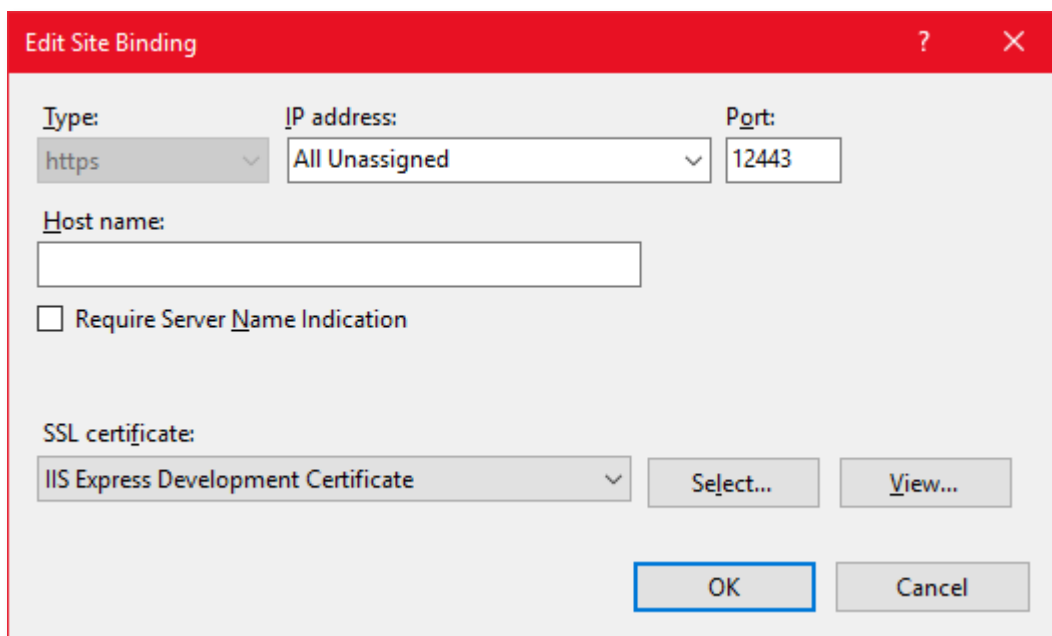 Edit Site Binding ? ×
Type: IP address: Port:
https All Unassigned 12443
Host name:
Require Server Name Indication
SSL certificate:
IIS Express Development Certificate Select... View...
OK Cancel